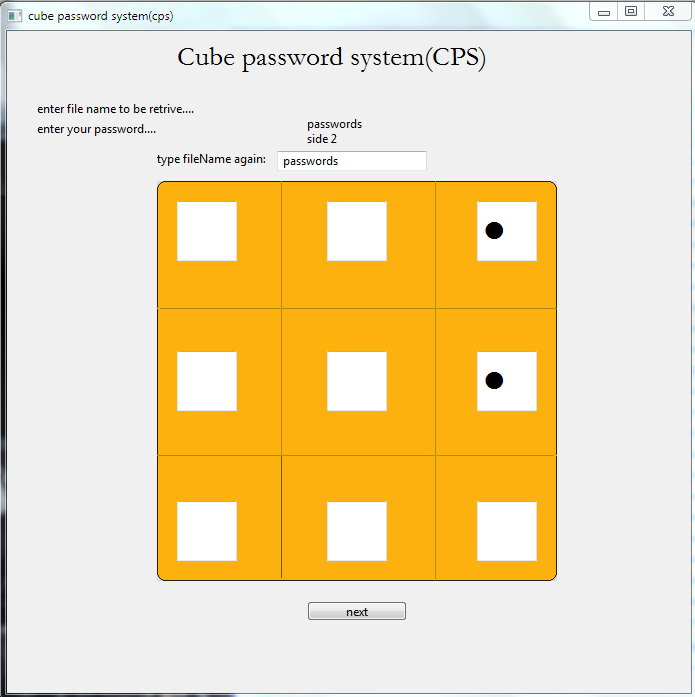 cube password system(cps)
Cube password system(CPS)
enter file name to be retrive....
enter your password....
passwords
side 2
type fileName again: passwords
next